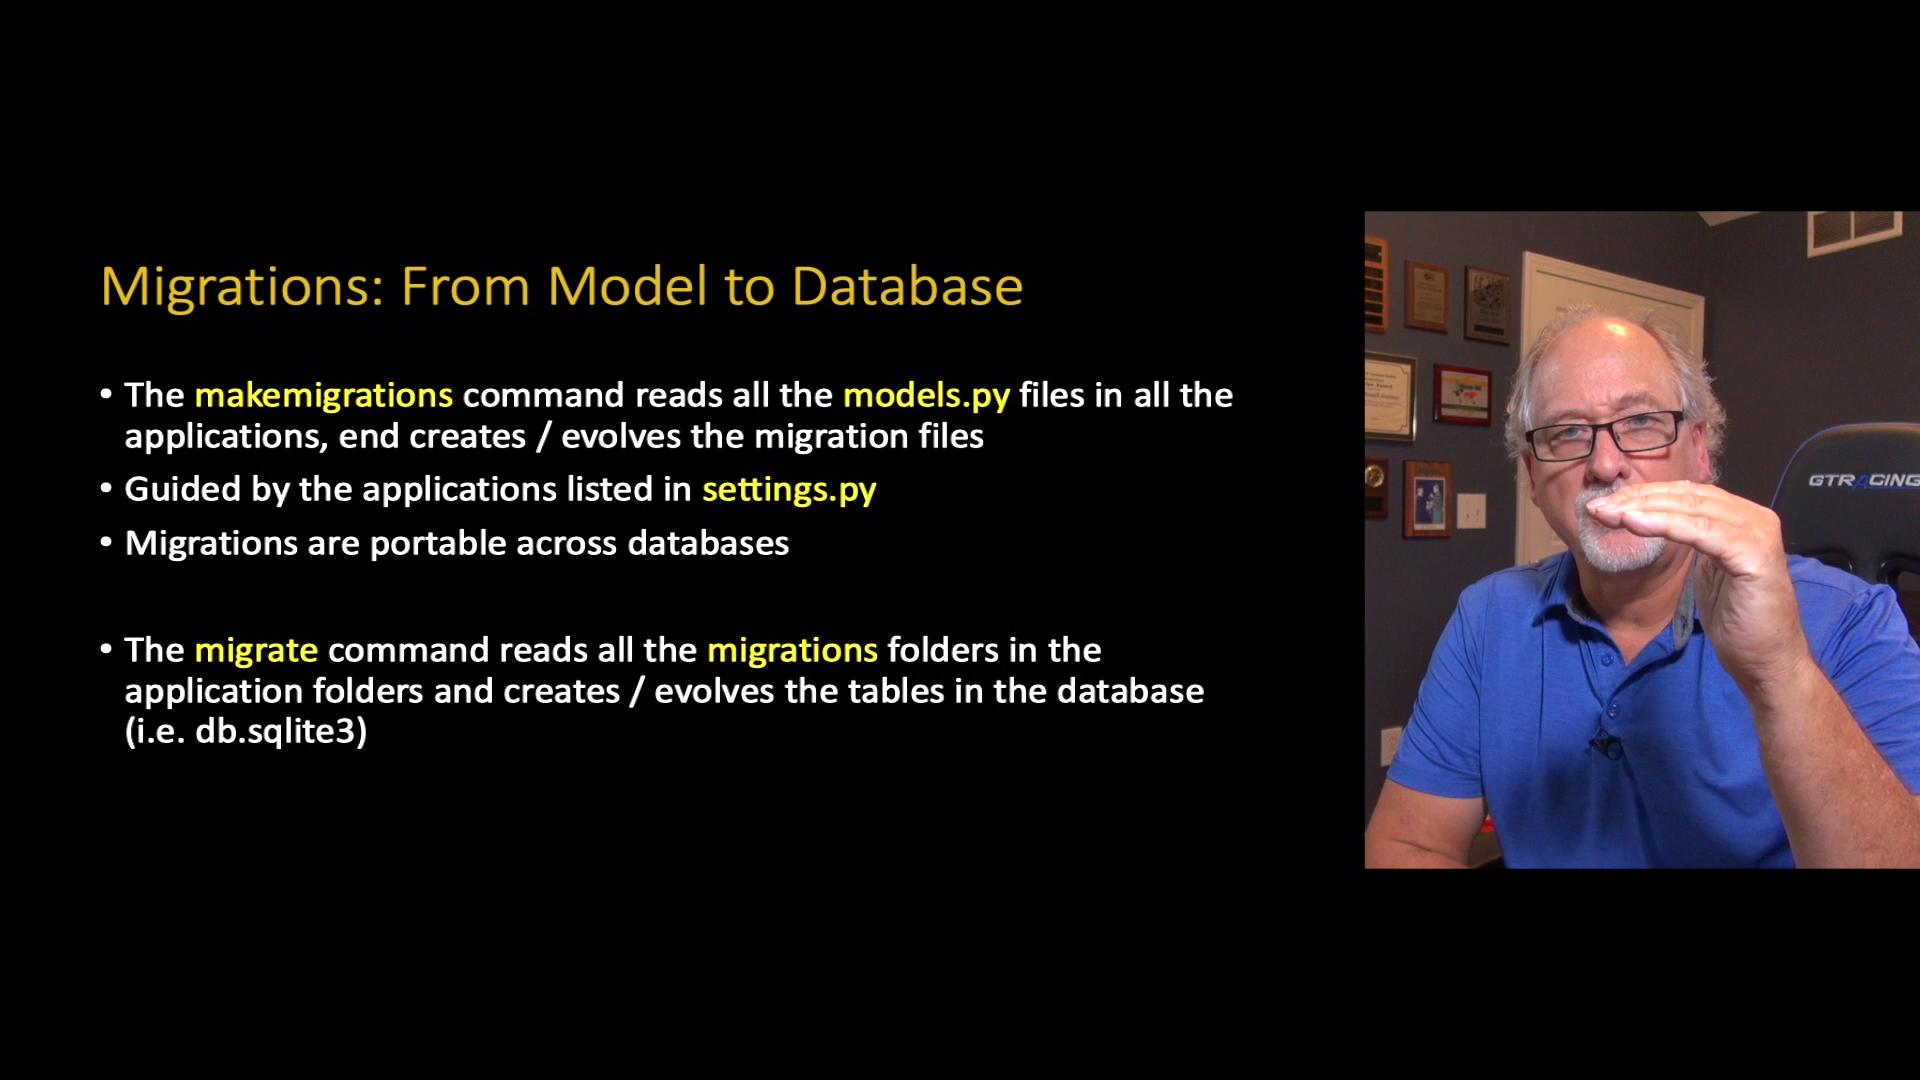 Migrations: From Model to Database
• The makemigrations command reads all the models.py files in all the
applications, end creates / evolves the migration files
• Guided by the applications listed in settings.py
• Migrations are portable across databases
• The migrate command reads all the migrations folders in the
application folders and creates / evolves the tables in the database
(i.e. db.sqlite3)
GTRACING